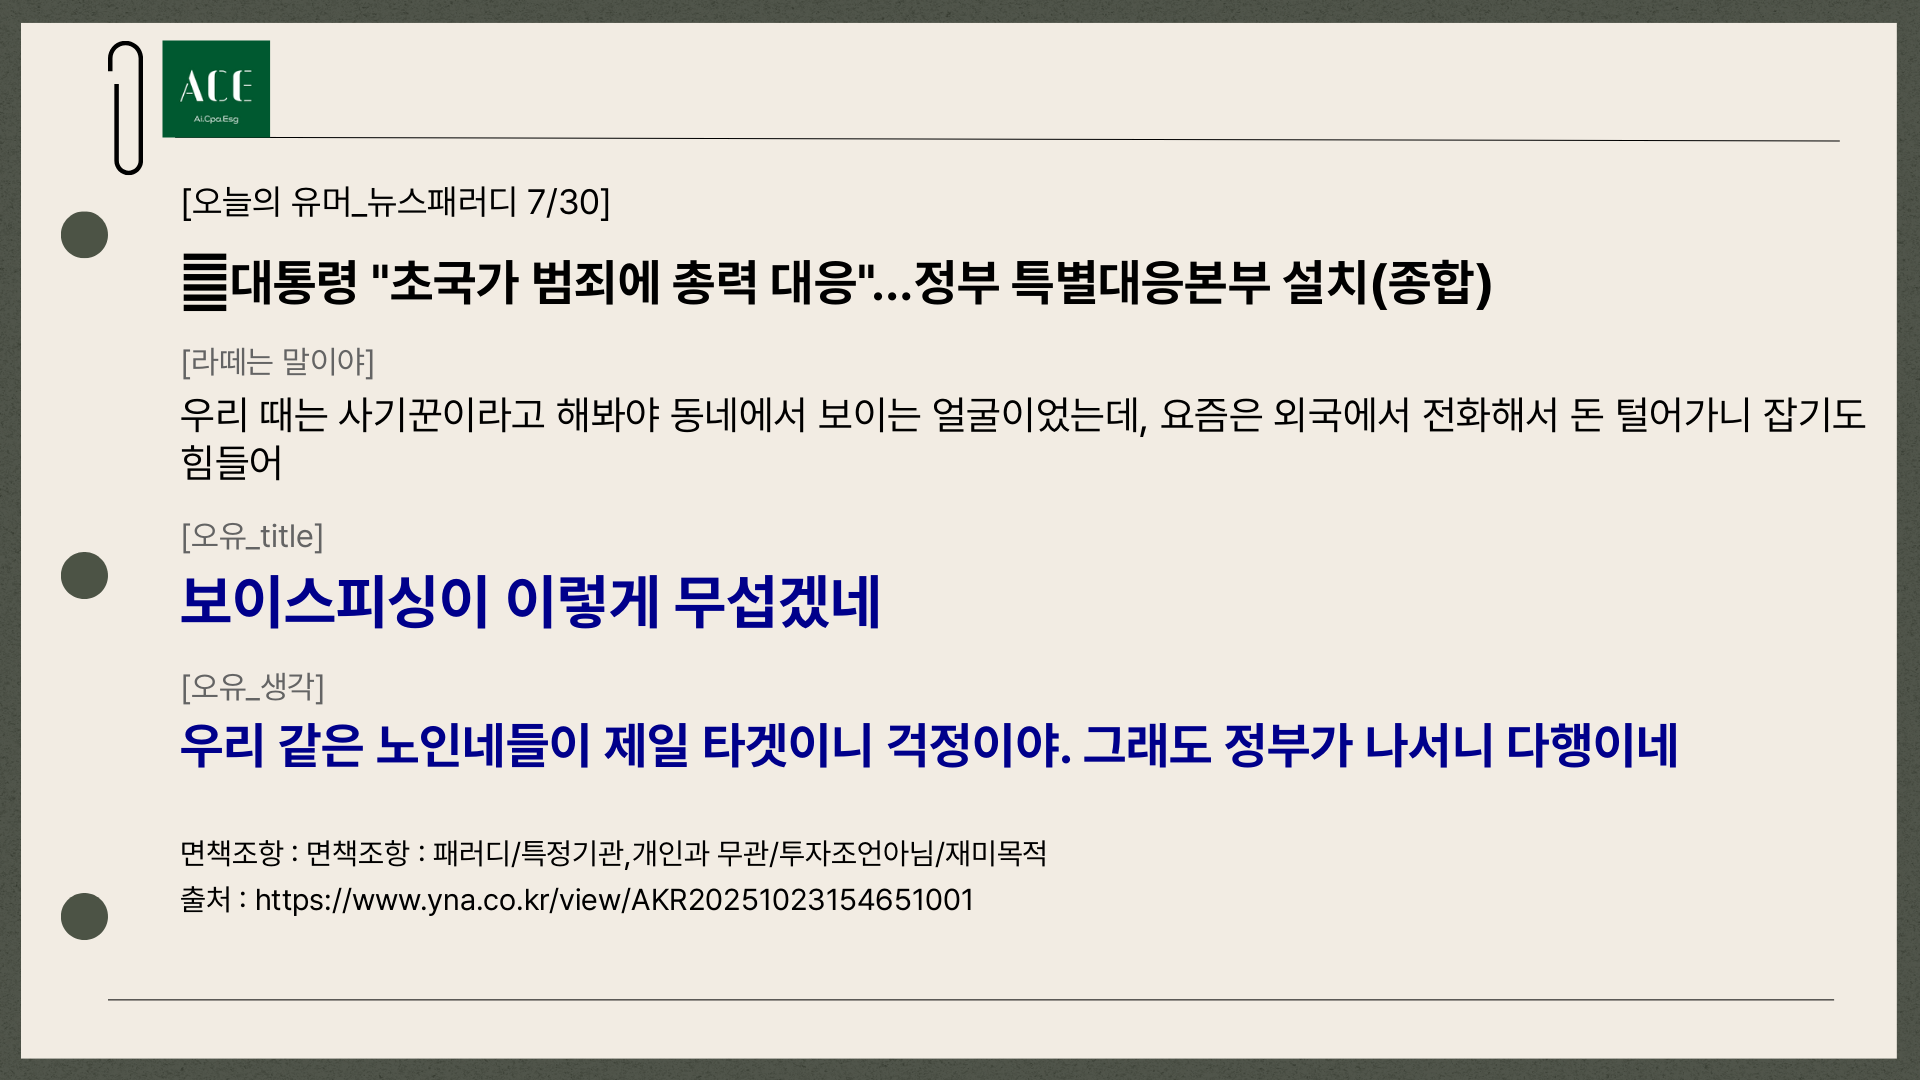 ACE
Ai.Cpa.Esg
[오늘의 유머_뉴스패러디 7/30]
대통령 "초국가 범죄에 총력 대응"...정부 특별대응본부 설치(종합)
[라떼는 말이야]
우리 때는 사기꾼이라고 해봐야 동네에서 보이는 얼굴이었는데, 요즘은 외국에서 전화해서 돈 털어가니 잡기도
힘들어
[오유_title]
보이스피싱이 이렇게 무섭겠네
[오유_생각]
우리 같은 노인네들이 제일 타겟이니 걱정이야. 그래도 정부가 나서니 다행이네
면책조항 : 면책조항 : 패러디/특정기관,개인과 무관/투자조언아님/재미목적
출처 : https://www.yna.co.kr/view/AKR20251023154651001